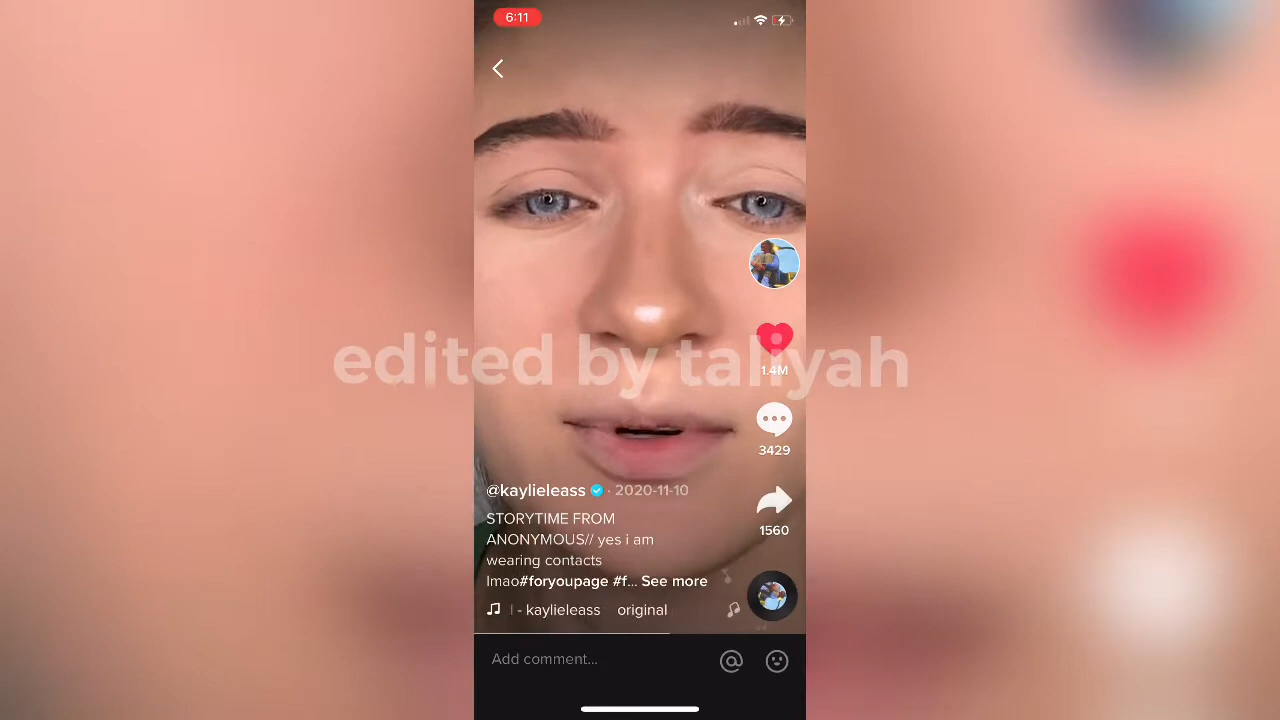 6:11
edited by taliyah
1.4M
3429
@kaylieleass · 2020-11-10
STORYTIME FROM
ANONYMOUS// yes i am
wearing contacts
lmao#foryoupage #f... See more
1560
l - kaylieleass original
Add comment...